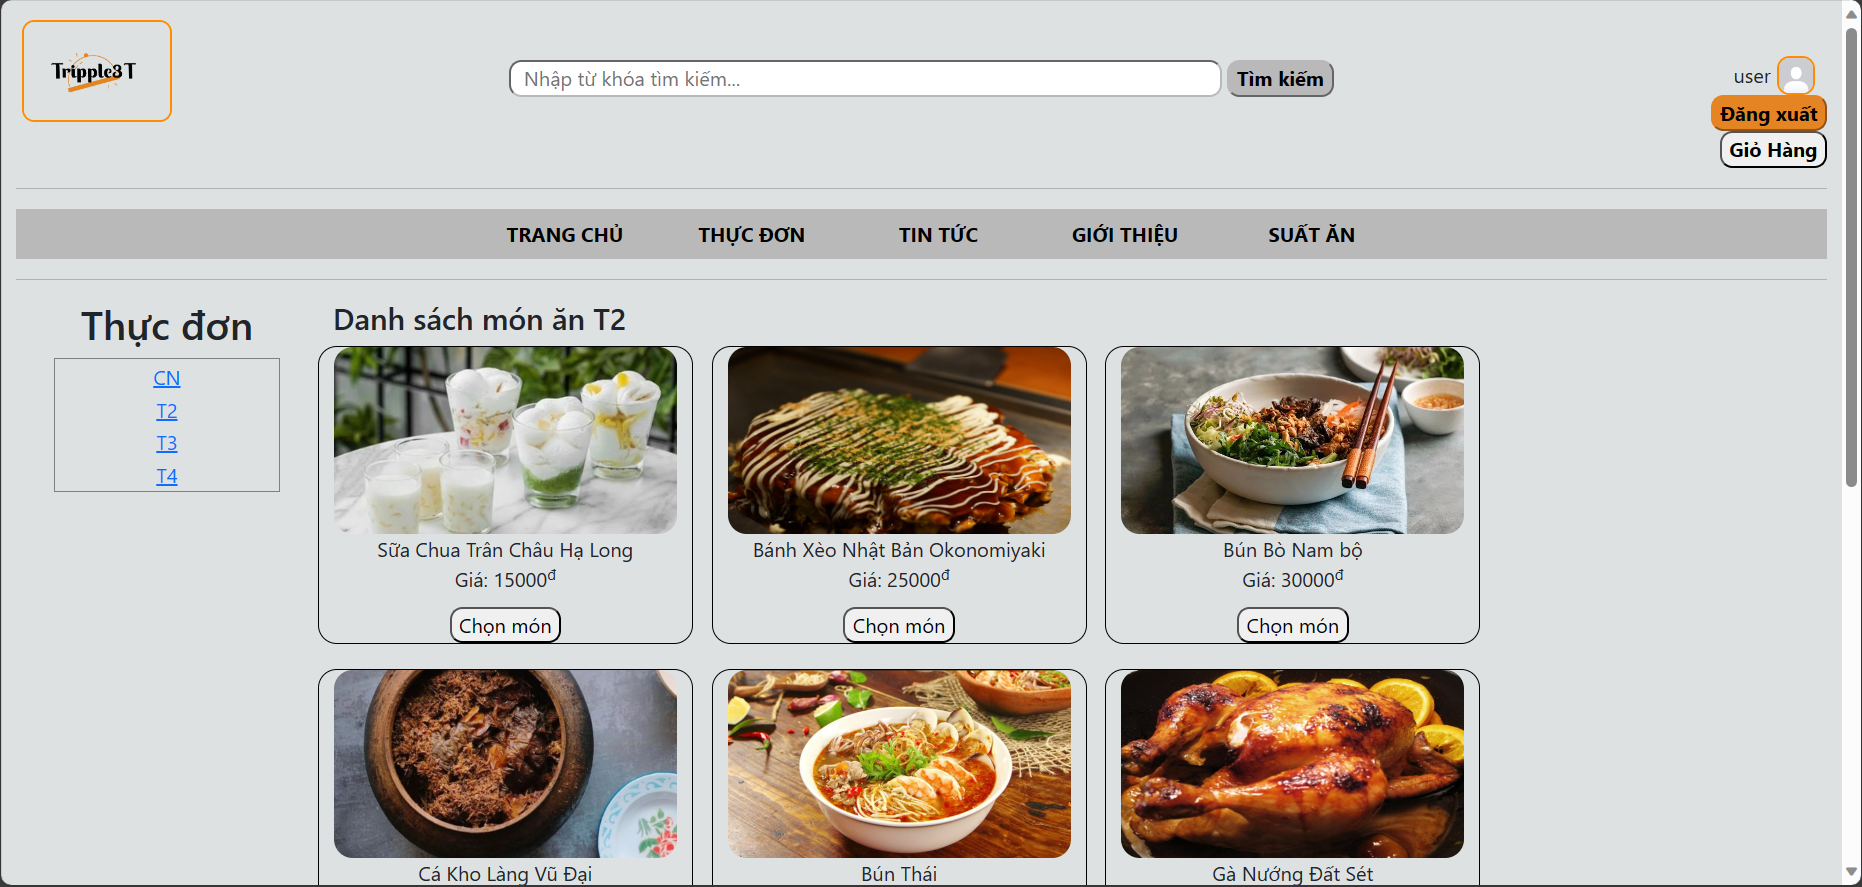 Tripple3T
Nhập từ khóa tìm kiếm...
Tìm kiếm
user
Đăng xuất
Giỏ Hàng
TRANG CHỦ
THỰC ĐƠN
TIN TỨC
GIỚI THIỆU
SUẤT ĂN
Thực đơn
CN
T2
T3
T4
Danh sách món ăn T2
Sữa Chua Trân Châu Hạ Long
Giá: 15000đ
Chọn món
Bánh Xèo Nhật Bản Okonomiyaki
Giá: 25000đ
Chọn món
Bún Bò Nam bộ
Giá: 30000đ
Chọn món
Cá Kho Làng Vũ Đại
Bún Thái
Gà Nướng Đất Sét